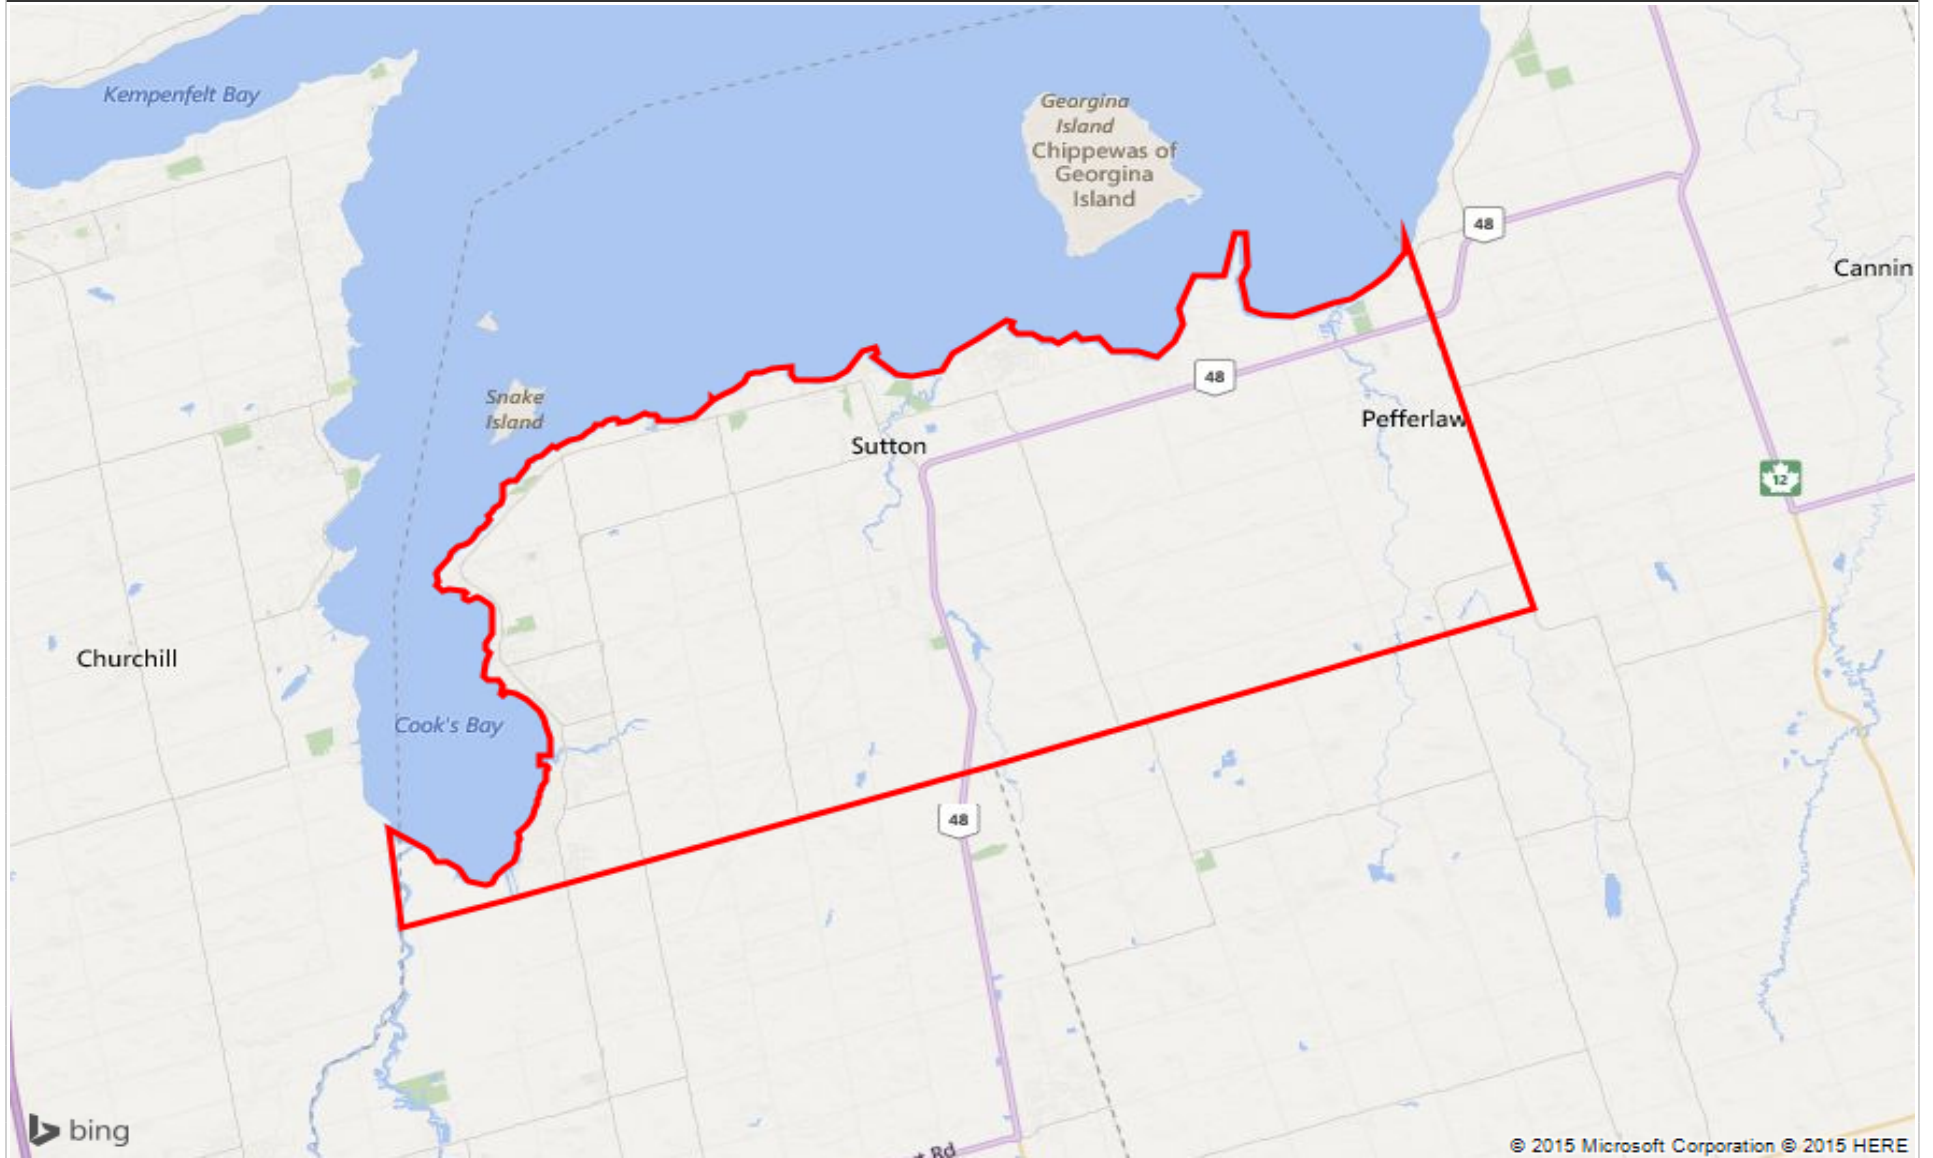 Kempenfelt Bay
Georgina
Island
Chippewas of
Georgina
Island
48
Cannin
48
Snake
Island
Pefferlaw
Sutton
12
Churchill
Cook's Bay
48
bing
Rd
© 2015 Microsoft Corporation © 2015 HERE